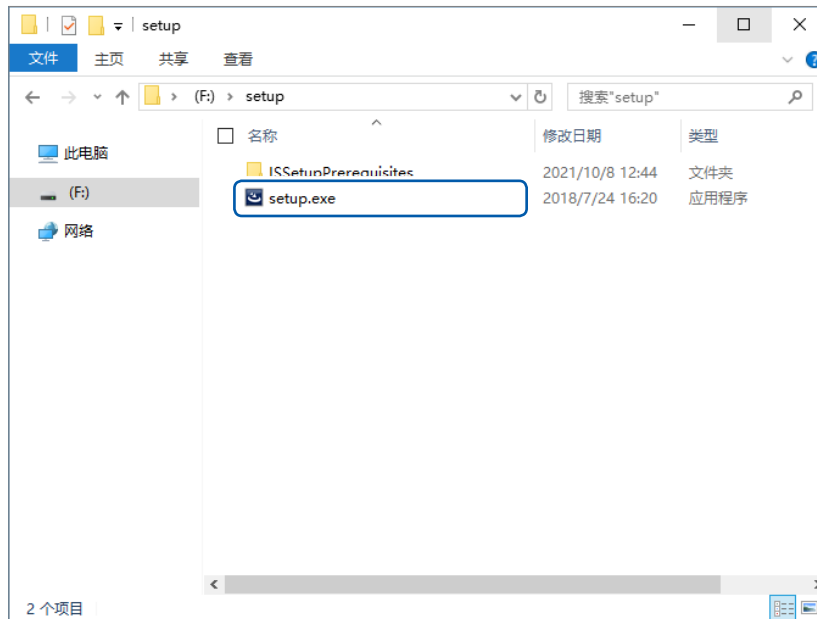 setup
文件 主页 共享 查看
(F:) setup 搜索"setup"
名称 修改日期 类型
此电脑
(F:)
网络
ISSetupPrerequisites 2021/10/8 12:44 文件夹
setup.exe 2018/7/24 16:20 应用程序
2 个项目